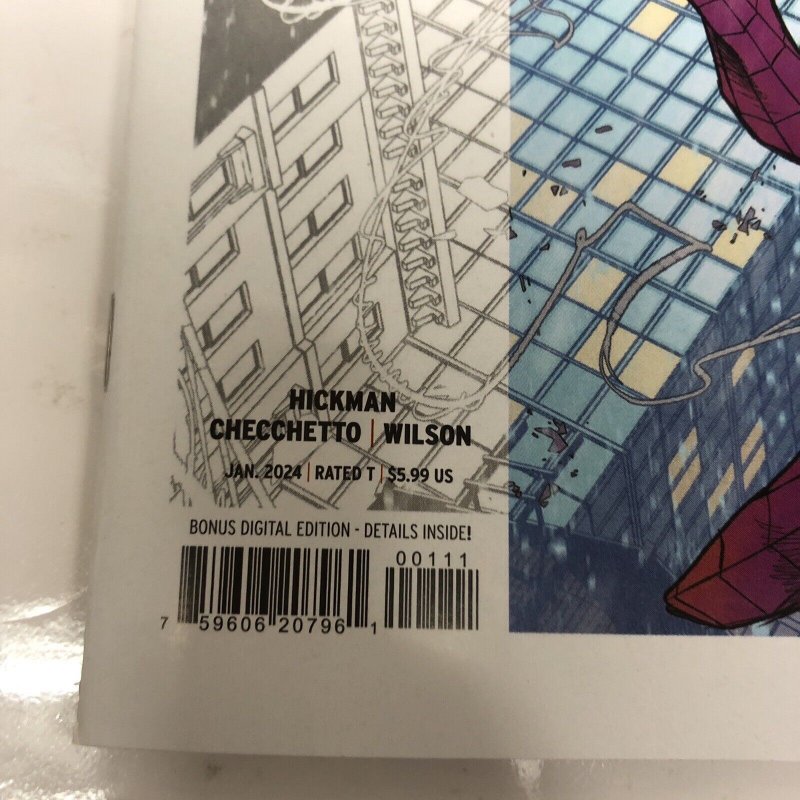 HICKMAN
CHECCHETTO | WILSON
JAN. 2024 | RATED T | $5.99 US
BONUS DIGITAL EDITION - DETAILS INSIDE!
00111
7 59606 20796 1